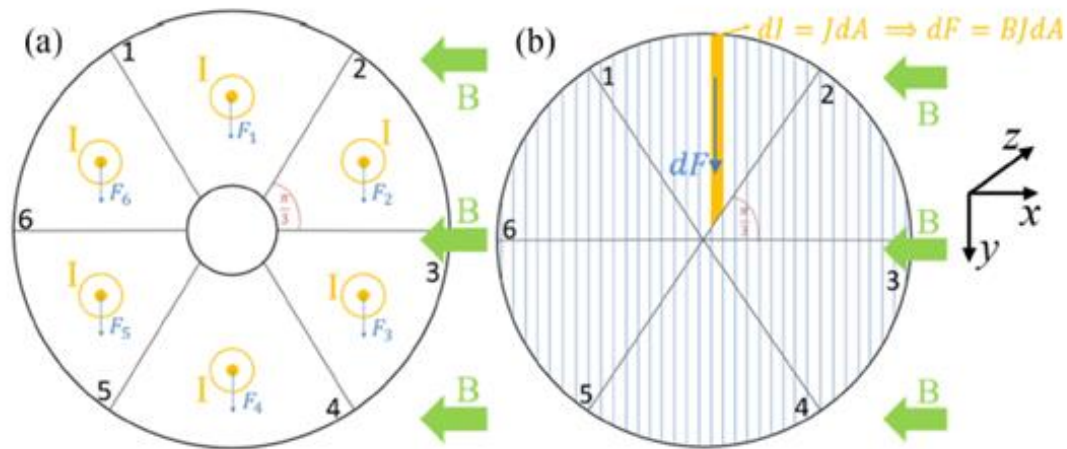 (a)
1
2
B
I
F₁
I
F₆
I
F₂
π/3
6
B
3
I
F₅
I
F₃
I
F₄
5
4
B
(b)
dI = JdA ⟹ dF = BJdA
1
2
B
dF
π/3
6
B
3
5
4
B
z
x
y